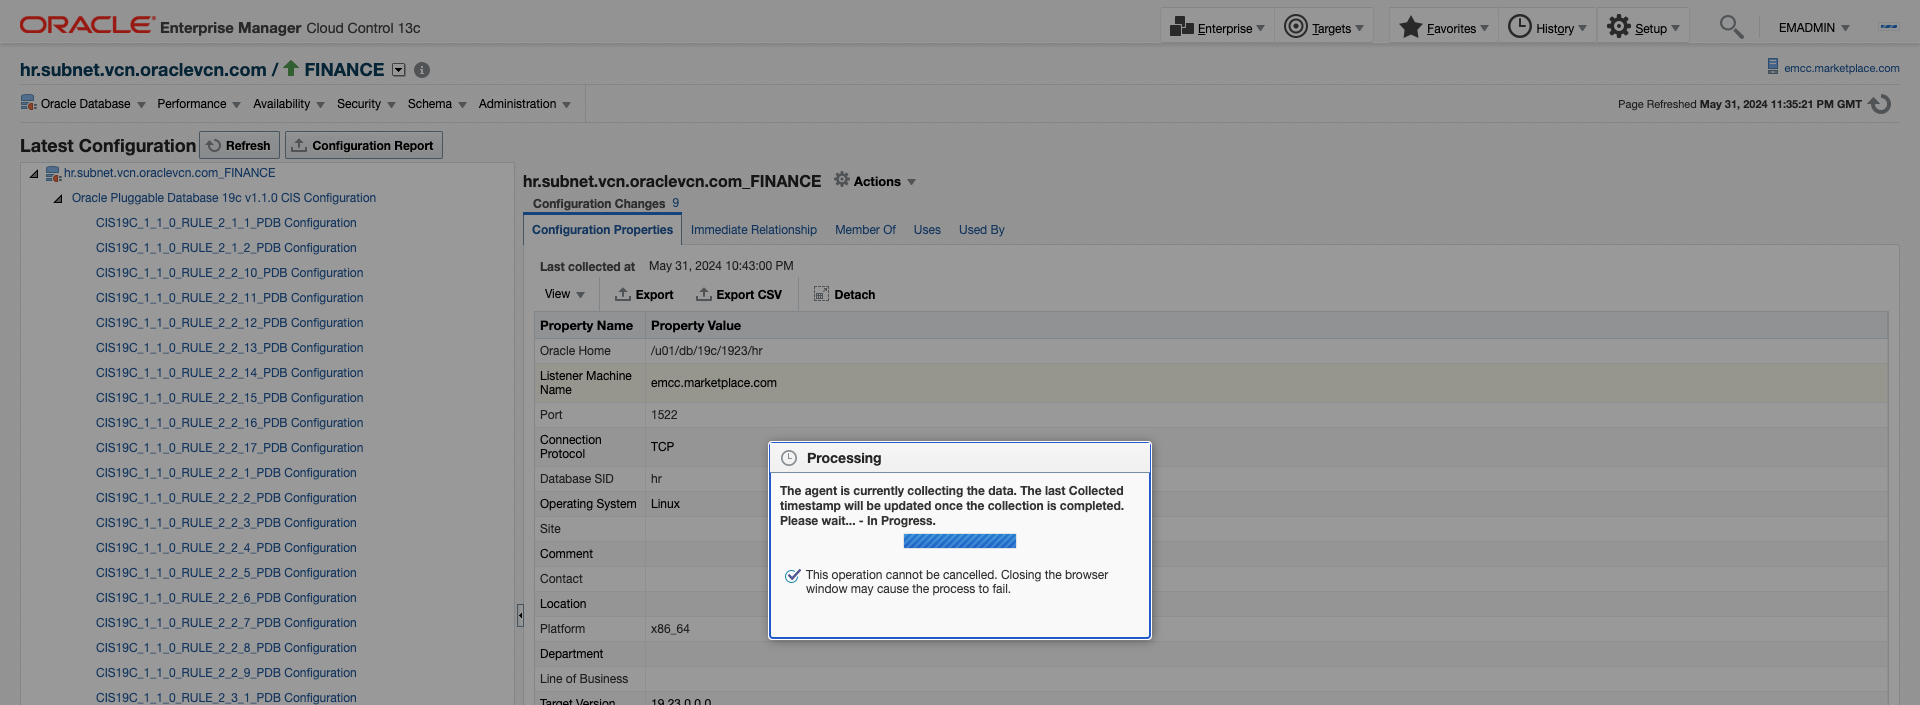 ORACLE Enterprise Manager Cloud Control 13c
Enterprise
Targets
Favorites
History
Setup
EMADMIN
hr.subnet.vcn.oraclevcn.com / FINANCE
emcc.marketplace.com
Oracle Database Performance Availability Security Schema Administration
Page Refreshed May 31, 2024 11:35:21 PM GMT
Latest Configuration Refresh Configuration Report
hr.subnet.vcn.oraclevcn.com_FINANCE
Oracle Pluggable Database 19c v1.1.0 CIS Configuration
CIS19C_1_1_0_RULE_2_1_1_PDB Configuration
CIS19C_1_1_0_RULE_2_1_2_PDB Configuration
CIS19C_1_1_0_RULE_2_2_10_PDB Configuration
CIS19C_1_1_0_RULE_2_2_11_PDB Configuration
CIS19C_1_1_0_RULE_2_2_12_PDB Configuration
CIS19C_1_1_0_RULE_2_2_13_PDB Configuration
CIS19C_1_1_0_RULE_2_2_14_PDB Configuration
CIS19C_1_1_0_RULE_2_2_15_PDB Configuration
CIS19C_1_1_0_RULE_2_2_16_PDB Configuration
CIS19C_1_1_0_RULE_2_2_17_PDB Configuration
CIS19C_1_1_0_RULE_2_2_1_PDB Configuration
CIS19C_1_1_0_RULE_2_2_2_PDB Configuration
CIS19C_1_1_0_RULE_2_2_3_PDB Configuration
CIS19C_1_1_0_RULE_2_2_4_PDB Configuration
CIS19C_1_1_0_RULE_2_2_5_PDB Configuration
CIS19C_1_1_0_RULE_2_2_6_PDB Configuration
CIS19C_1_1_0_RULE_2_2_7_PDB Configuration
CIS19C_1_1_0_RULE_2_2_8_PDB Configuration
CIS19C_1_1_0_RULE_2_2_9_PDB Configuration
CIS19C_1_1_0_RULE_2_3_1_PDB Configuration
hr.subnet.vcn.oraclevcn.com_FINANCE Actions
Configuration Changes 9
Configuration Properties Immediate Relationship Member Of Uses Used By
Last collected at May 31, 2024 10:43:00 PM
View Export Export CSV Detach
Property Name Property Value
Oracle Home /u01/db/19c/1923/hr
Listener Machine
Name emcc.marketplace.com
Port 1522
Connection
Protocol TCP
Database SID hr
Operating System Linux
Site
Comment
Contact
Location
Platform x86_64
Department
Line of Business
Target Version 19.23.0.0.0
Processing
The agent is currently collecting the data. The last Collected
timestamp will be updated once the collection is completed.
Please wait... - In Progress.
This operation cannot be cancelled. Closing the browser
window may cause the process to fail.